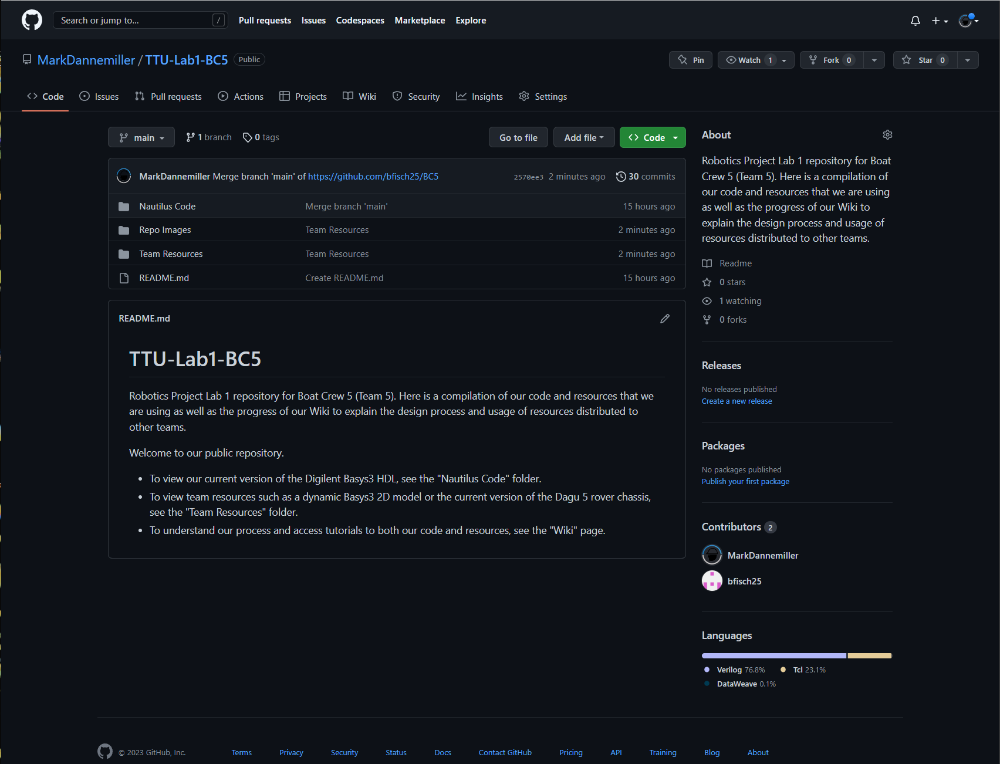 Search or jump to... /
Pull requests Issues Codespaces Marketplace Explore
MarkDannemiller / TTU-Lab1-BC5 Public
Pin Watch 1 Fork 0 Star 0
Code Issues Pull requests Actions Projects Wiki Security Insights Settings
main 1 branch 0 tags Go to file Add file Code
MarkDannemiller Merge branch 'main' of https://github.com/bfisch25/BC5 2570ee3 2 minutes ago 30 commits
Nautilus Code Merge branch 'main' 15 hours ago
Repo Images Team Resources 2 minutes ago
Team Resources Team Resources 2 minutes ago
README.md Create README.md 15 hours ago
README.md
TTU-Lab1-BC5
Robotics Project Lab 1 repository for Boat Crew 5 (Team 5). Here is a compilation of our code and resources that we
are using as well as the progress of our Wiki to explain the design process and usage of resources distributed to
other teams.
Welcome to our public repository.
• To view our current version of the Digilent Basys3 HDL, see the "Nautilus Code" folder.
• To view team resources such as a dynamic Basys3 2D model or the current version of the Dagu 5 rover chassis,
see the "Team Resources" folder.
• To understand our process and access tutorials to both our code and resources, see the "Wiki" page.
About
Robotics Project Lab 1 repository for Boat
Crew 5 (Team 5). Here is a compilation of
our code and resources that we are using
as well as the progress of our Wiki to
explain the design process and usage of
resources distributed to other teams.
Readme
0 stars
1 watching
0 forks
Releases
No releases published
Create a new release
Packages
No packages published
Publish your first package
Contributors 2
MarkDannemiller
bfisch25
Languages
Verilog 76.8% Tcl 23.1%
DataWeave 0.1%
© 2023 GitHub, Inc. Terms Privacy Security Status Docs Contact GitHub Pricing API Training Blog About